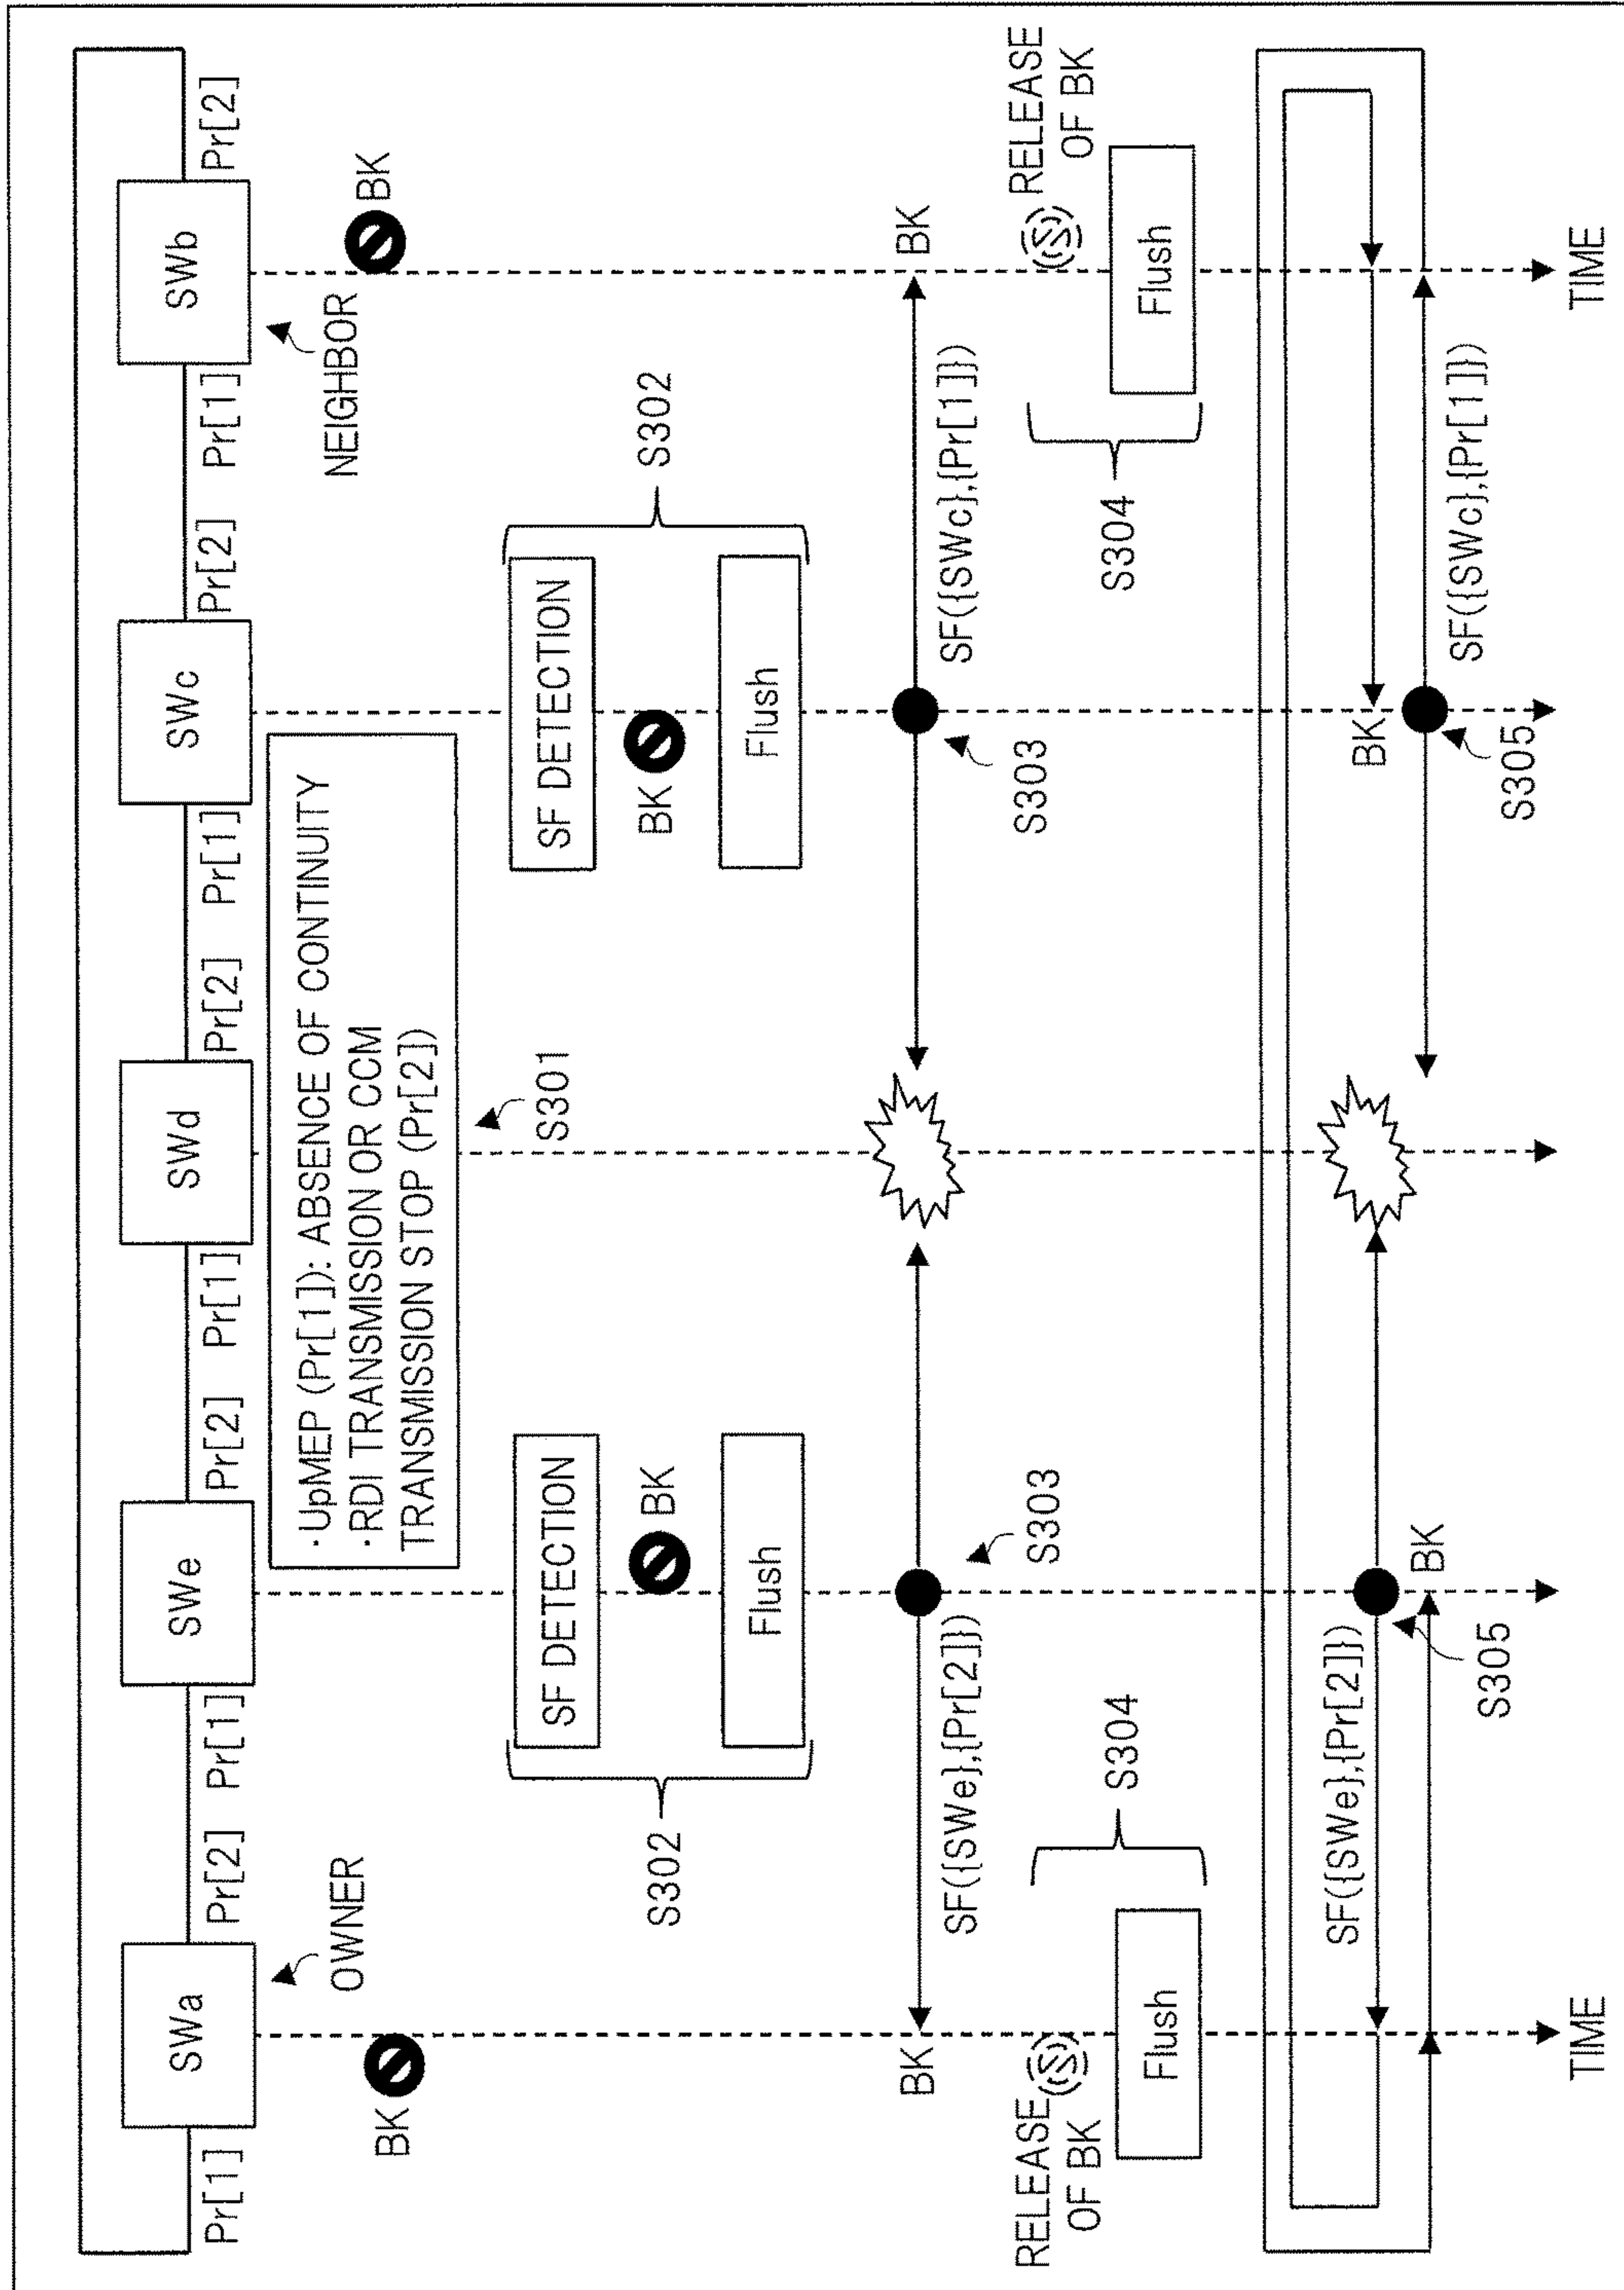 SWa
SWe
SWd
SWc
SWb
Pr[1]
Pr[2]
Pr[1]
Pr[2]
Pr[1]
Pr[2]
Pr[1]
Pr[2]
Pr[1]
Pr[2]
OWNER
NEIGHBOR
BK
BK
·UpMEP (Pr[1]): ABSENCE OF CONTINUITY
·RDI TRANSMISSION OR CCM
TRANSMISSION STOP (Pr[2])
S301
SF DETECTION
BK
Flush
S302
SF DETECTION
BK
Flush
S302
BK
SF({SWe},{Pr[2]})
S303
S303
SF({SWc},{Pr[1]})
BK
RELEASE
OF BK
Flush
S304
RELEASE
OF BK
Flush
S304
SF({SWe},{Pr[2]})
BK
S305
BK
S305
SF({SWc},{Pr[1]})
TIME
TIME